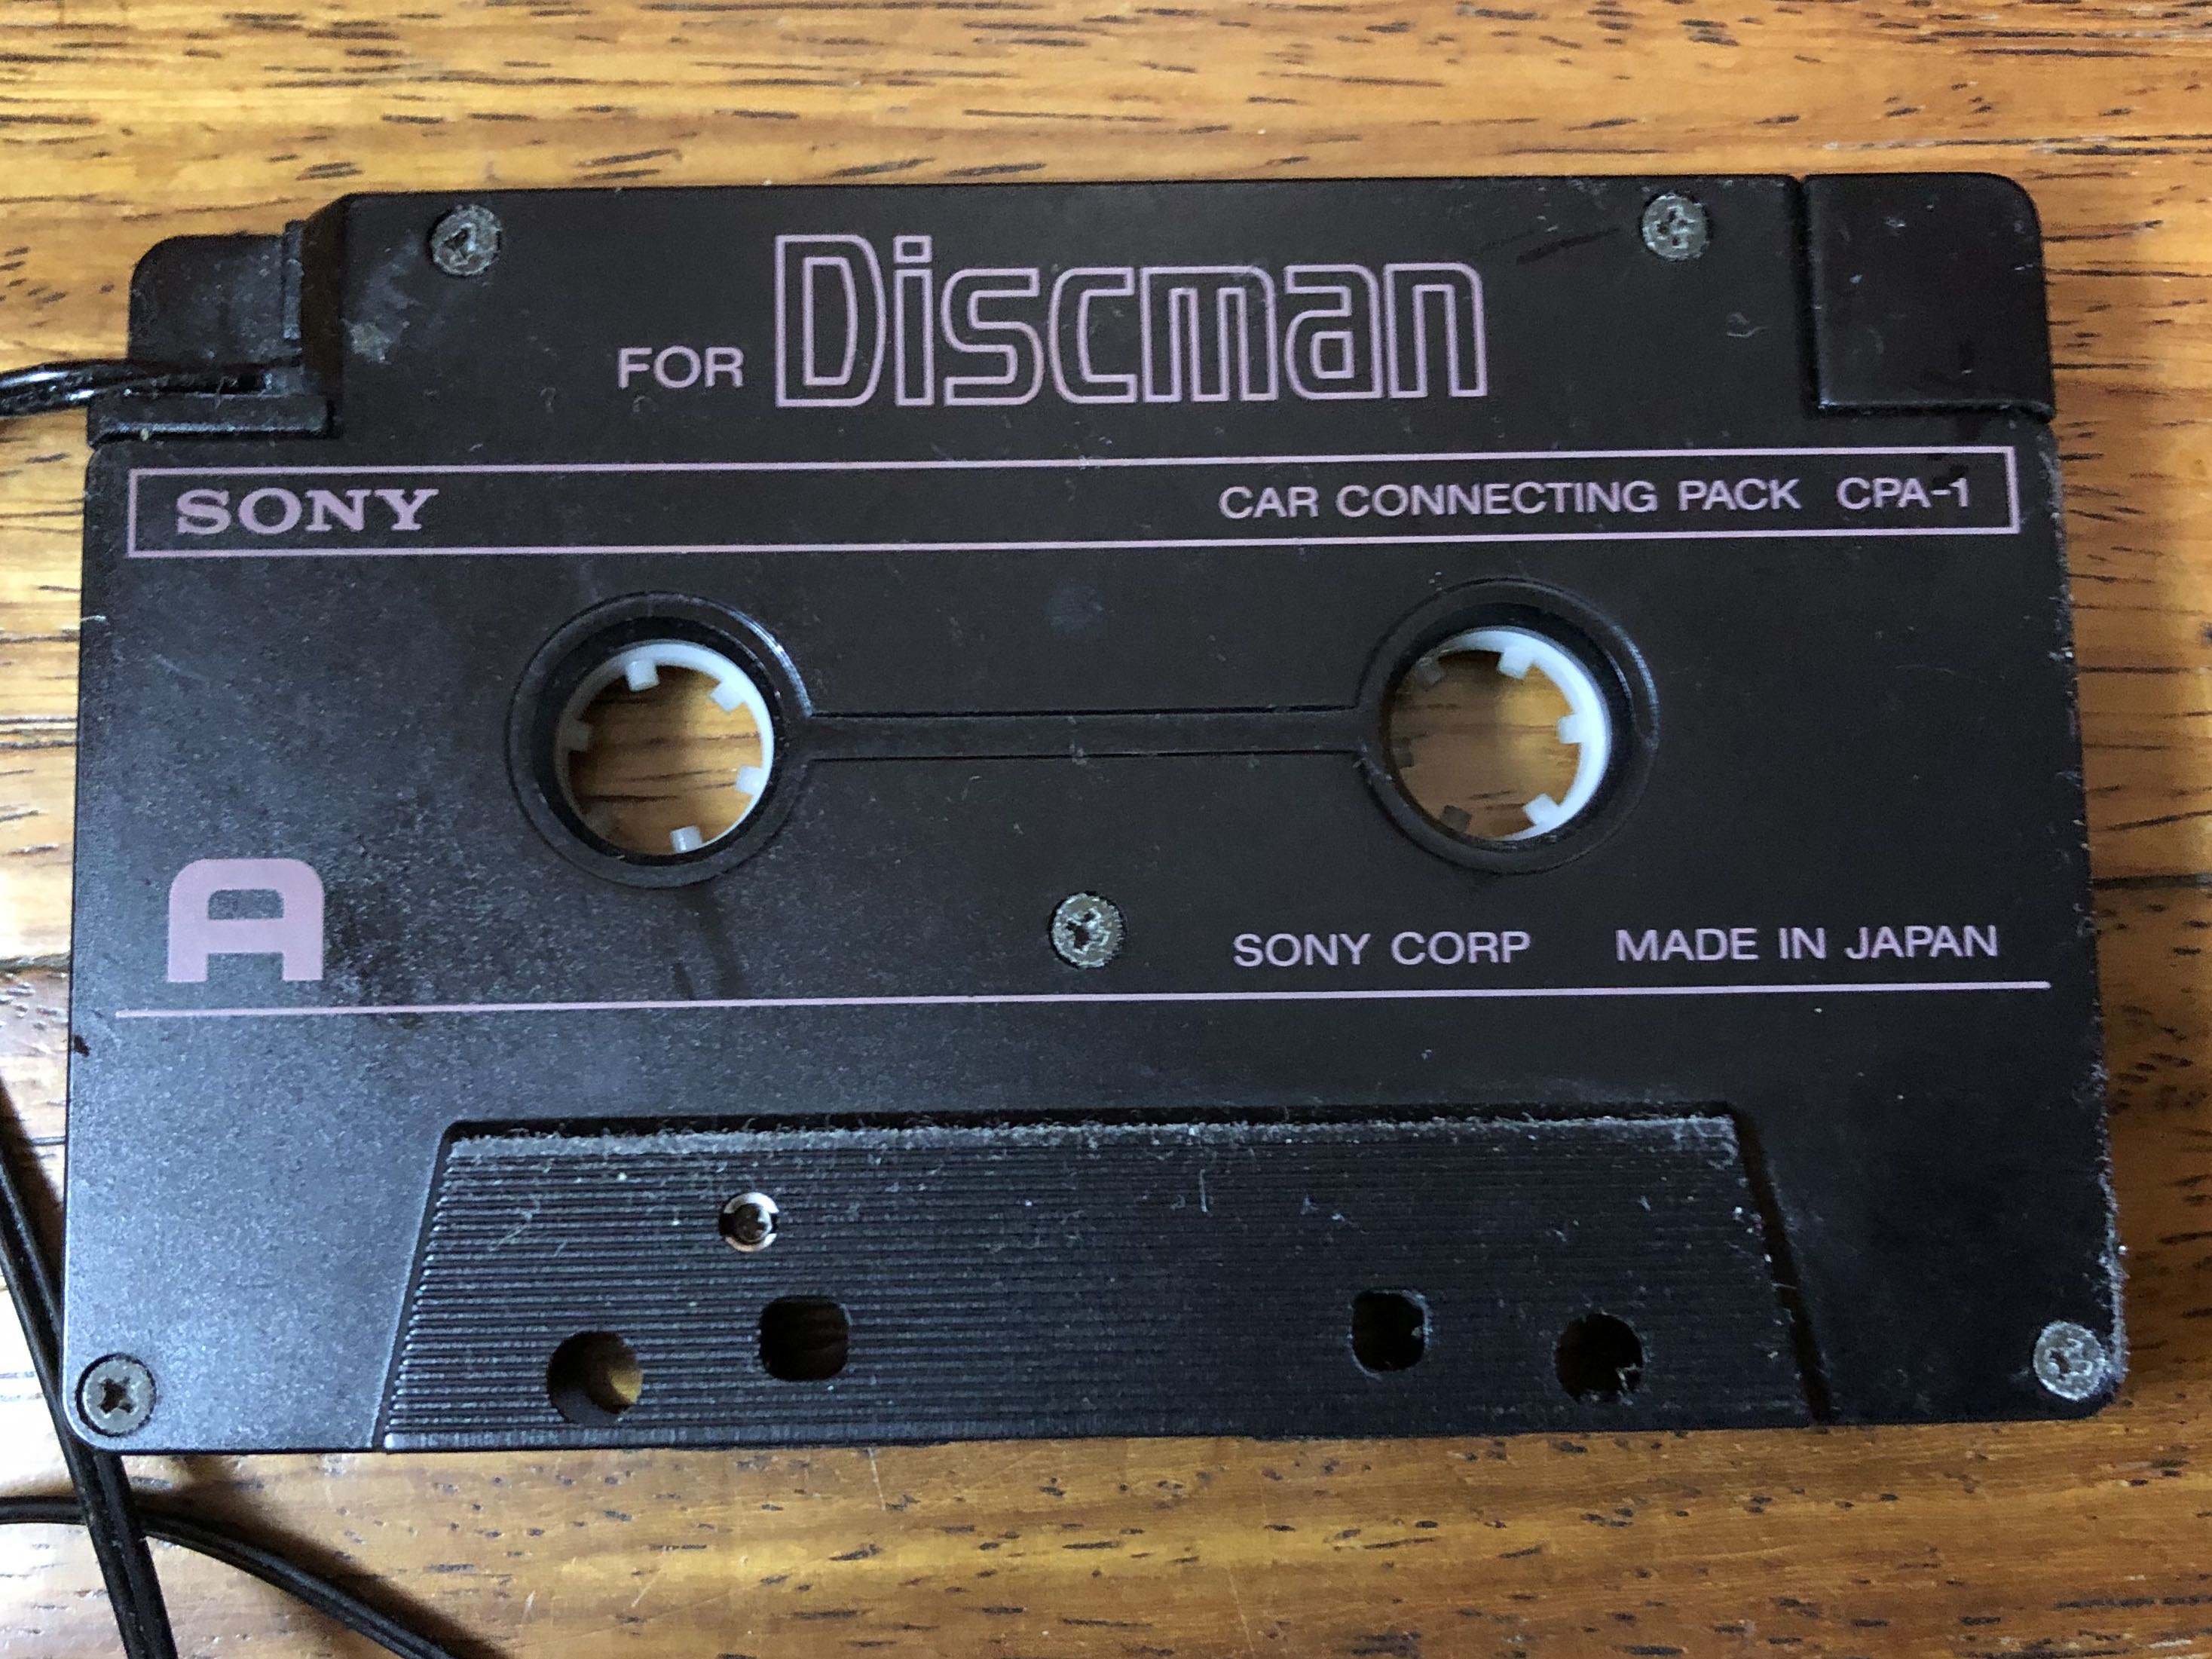 FOR Discman
SONY CAR CONNECTING PACK CPA-1
A SONY CORP MADE IN JAPAN